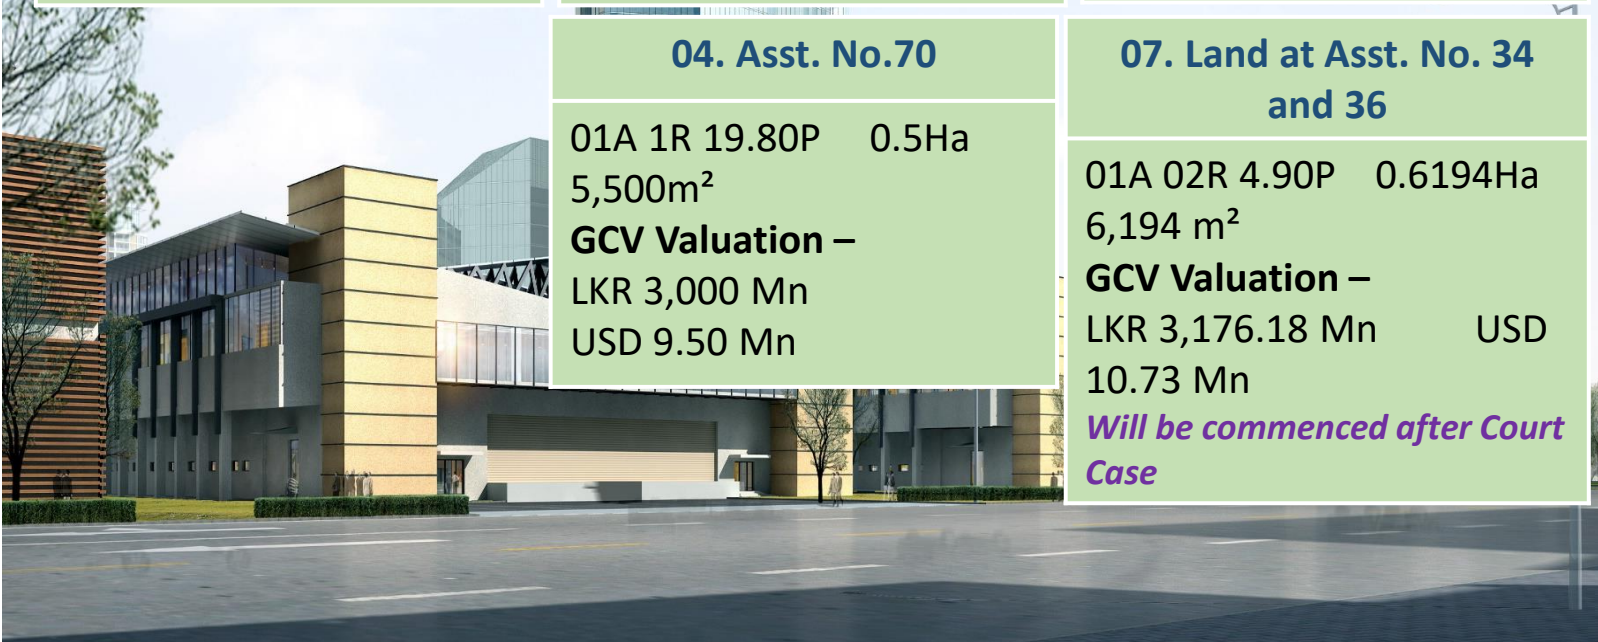 04. Asst. No.70
01A 1R 19.80P 0.5Ha
5,500m²
GCV Valuation –
LKR 3,000 Mn
USD 9.50 Mn
07. Land at Asst. No. 34
and 36
01A 02R 4.90P 0.6194Ha
6,194 m²
GCV Valuation –
LKR 3,176.18 Mn USD
10.73 Mn
Will be commenced after Court
Case